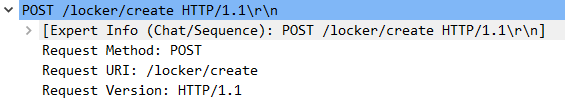 POST /locker/create HTTP/1.1\r\n
[Expert Info (Chat/Sequence): POST /locker/create HTTP/1.1\r\n]
Request Method: POST
Request URI: /locker/create
Request Version: HTTP/1.1